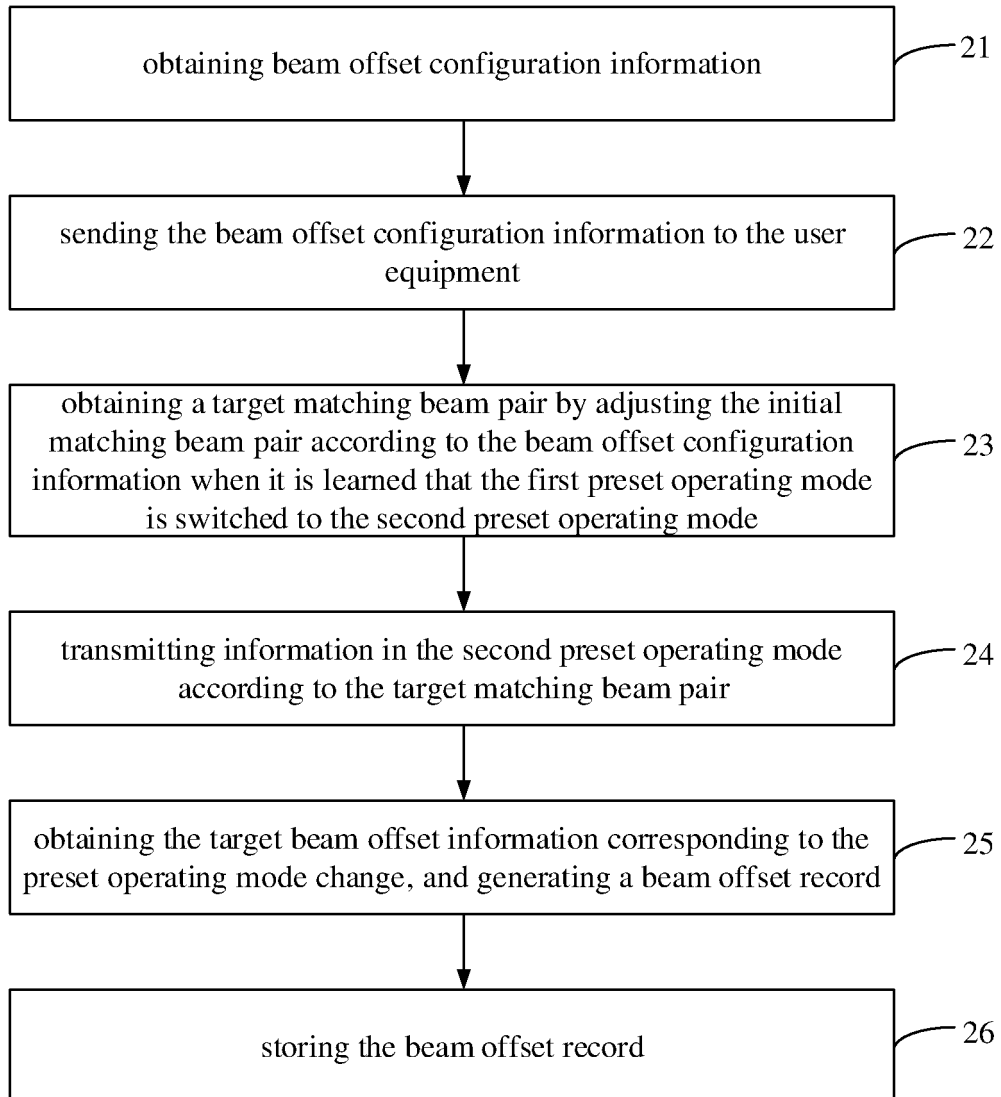 obtaining beam offset configuration information
21
sending the beam offset configuration information to the user
equipment
22
obtaining a target matching beam pair by adjusting the initial
matching beam pair according to the beam offset configuration
information when it is learned that the first preset operating mode
is switched to the second preset operating mode
23
transmitting information in the second preset operating mode
according to the target matching beam pair
24
obtaining the target beam offset information corresponding to the
preset operating mode change, and generating a beam offset record
25
storing the beam offset record
26